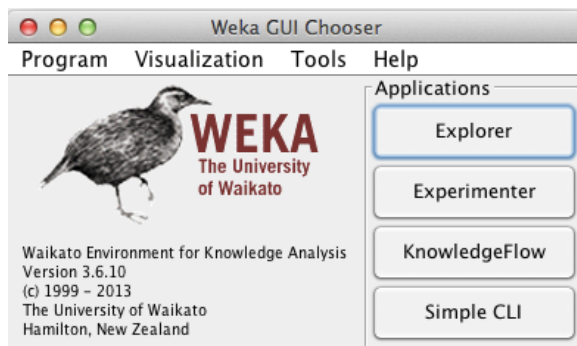 Weka GUI Chooser
Program Visualization Tools Help
Applications
WEKA
The University
of Waikato
Explorer
Experimenter
KnowledgeFlow
Simple CLI
Waikato Environment for Knowledge Analysis
Version 3.6.10
(c) 1999 – 2013
The University of Waikato
Hamilton, New Zealand